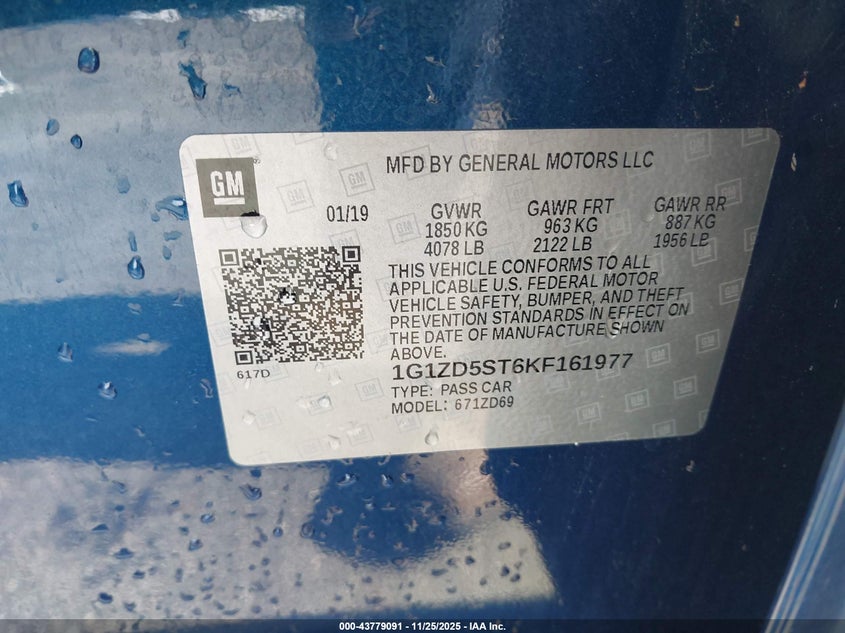 GM
MFD BY GENERAL MOTORS LLC
01/19
GVWR
1850 KG
4078 LB
GAWR FRT
963 KG
2122 LB
GAWR RR
887 KG
1956 LB
THIS VEHICLE CONFORMS TO ALL
APPLICABLE U.S. FEDERAL MOTOR
VEHICLE SAFETY, BUMPER, AND THEFT
PREVENTION STANDARDS IN EFFECT ON
THE DATE OF MANUFACTURE SHOWN
ABOVE.
617D
1G1ZD5ST6KF161977
TYPE: PASS CAR
MODEL: 671ZD69
000-43779091 - 11/25/2025 - IAA Inc.